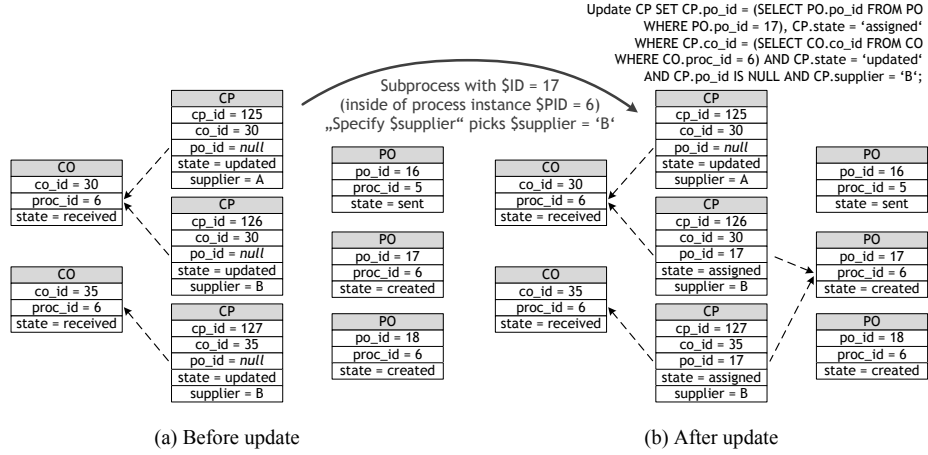 Update CP SET CP.po_id = (SELECT PO.po_id FROM PO
WHERE PO.po_id = 17), CP.state = ‘assigned‘
WHERE CP.co_id = (SELECT CO.co_id FROM CO
WHERE CO.proc_id = 6) AND CP.state = ‘updated‘
AND CP.po_id IS NULL AND CP.supplier = ‘B‘;
Subprocess with $ID = 17
(inside of process instance $PID = 6)
„Specify $supplier“ picks $supplier = ‘B‘
CO
co_id = 30
proc_id = 6
state = received
CO
co_id = 35
proc_id = 6
state = received
CP
cp_id = 125
co_id = 30
po_id = null
state = updated
supplier = A
CP
cp_id = 126
co_id = 30
po_id = null
state = updated
supplier = B
CP
cp_id = 127
co_id = 35
po_id = null
state = updated
supplier = B
PO
po_id = 16
proc_id = 5
state = sent
PO
po_id = 17
proc_id = 6
state = created
PO
po_id = 18
proc_id = 6
state = created
(a) Before update
CO
co_id = 30
proc_id = 6
state = received
CO
co_id = 35
proc_id = 6
state = received
CP
cp_id = 125
co_id = 30
po_id = null
state = updated
supplier = A
CP
cp_id = 126
co_id = 30
po_id = 17
state = assigned
supplier = B
CP
cp_id = 127
co_id = 35
po_id = 17
state = assigned
supplier = B
PO
po_id = 16
proc_id = 5
state = sent
PO
po_id = 17
proc_id = 6
state = created
PO
po_id = 18
proc_id = 6
state = created
(b) After update